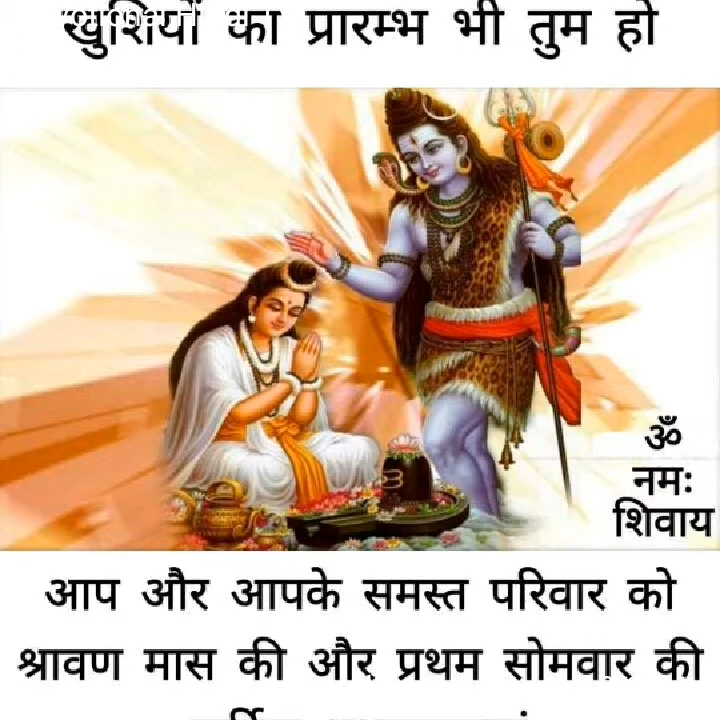 खुशियों का प्रारम्भ भी तुम हो
ॐ
नमः
शिवाय
आप और आपके समस्त परिवार को
श्रावण मास की और प्रथम सोमवार की